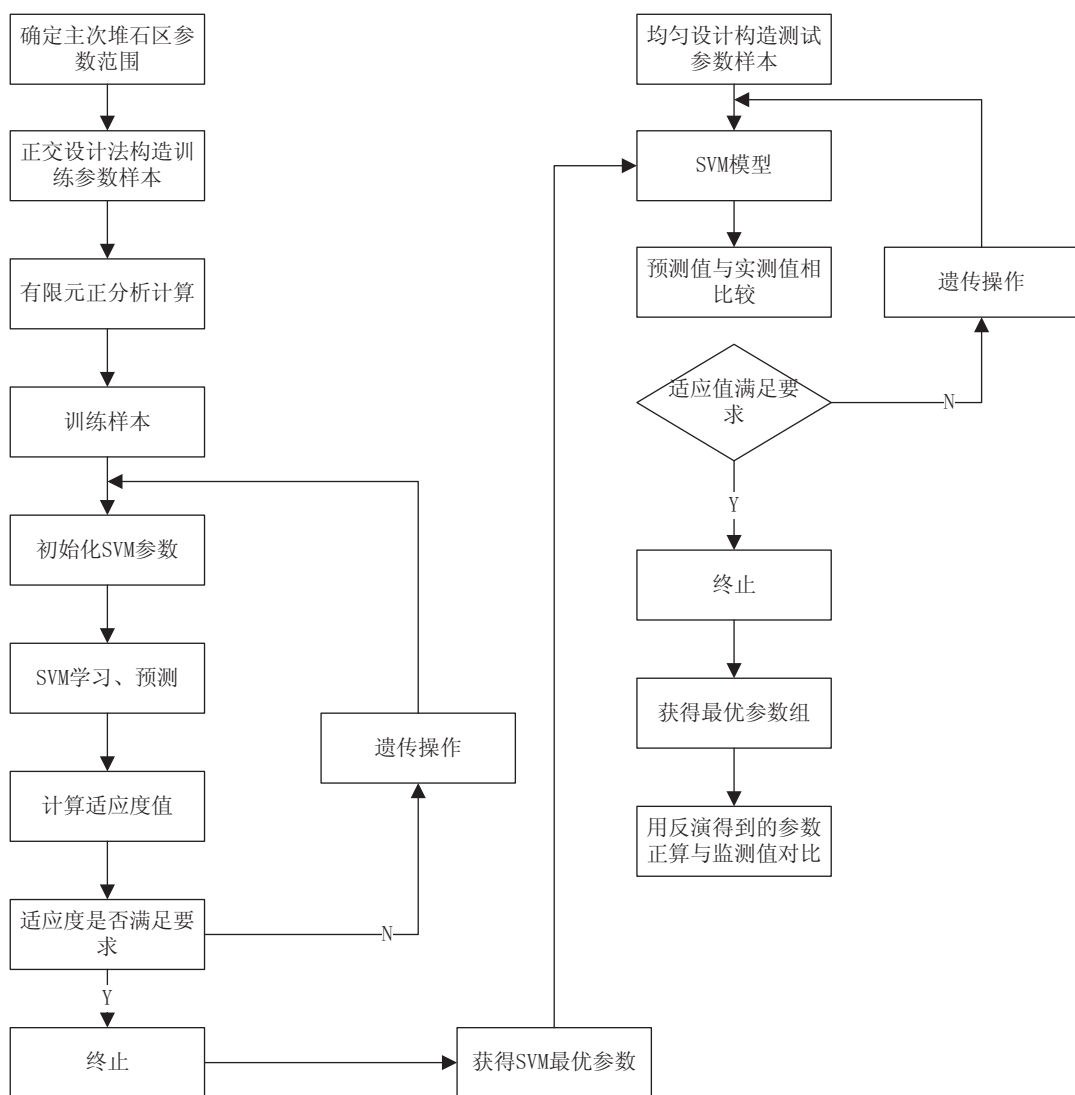 确定主次堆石区参
数范围
正交设计法构造训
练参数样本
有限元正分析计算
训练样本
初始化SVM参数
SVM学习、预测
计算适应度值
适应度是否满足要
求
N
遗传操作
Y
终止
获得SVM最优参数
均匀设计构造测试
参数样本
SVM模型
预测值与实测值相
比较
适应值满足要
求
N
遗传操作
Y
终止
获得最优参数组
用反演得到的参数
正算与监测值对比